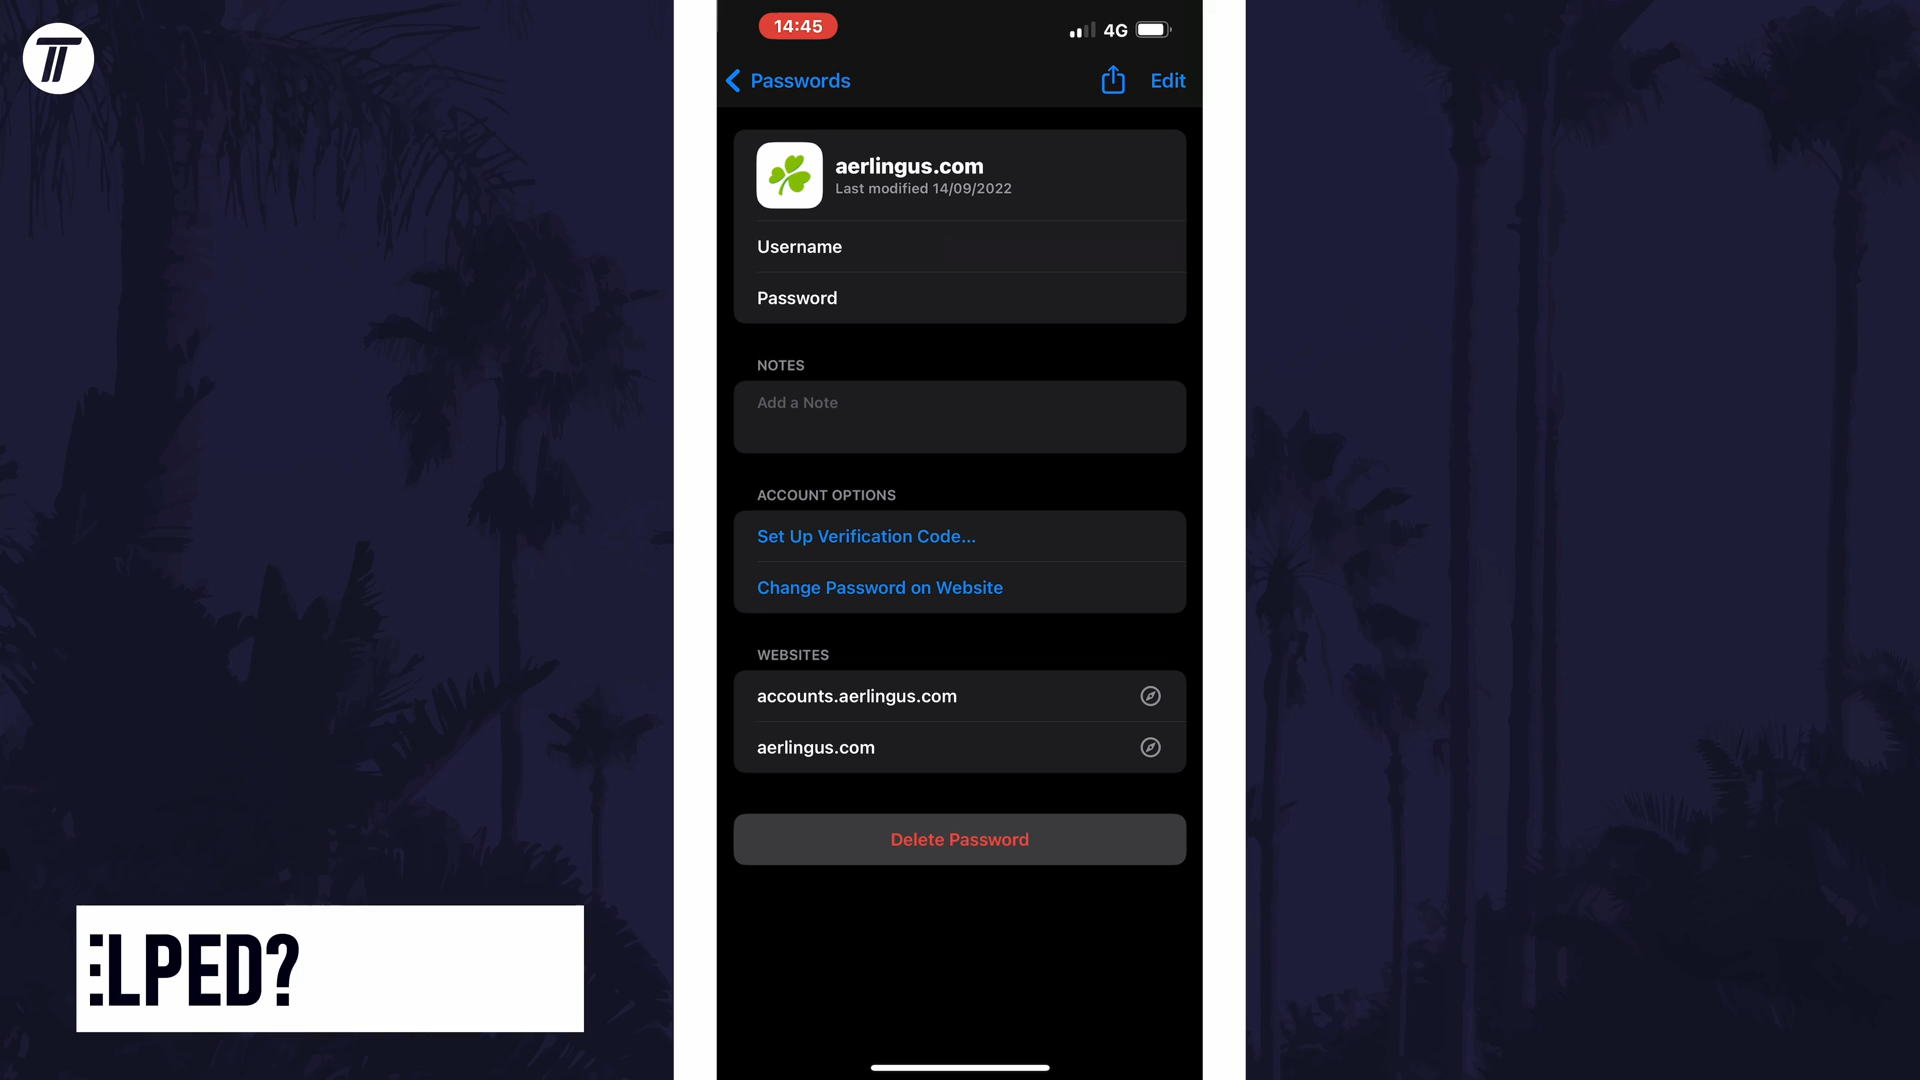 14:45
4G
Passwords
Edit
aerlingus.com
Last modified 14/09/2022
Username
Password
NOTES
Add a Note
ACCOUNT OPTIONS
Set Up Verification Code...
Change Password on Website
WEBSITES
accounts.aerlingus.com
aerlingus.com
Delete Password
ELPED?